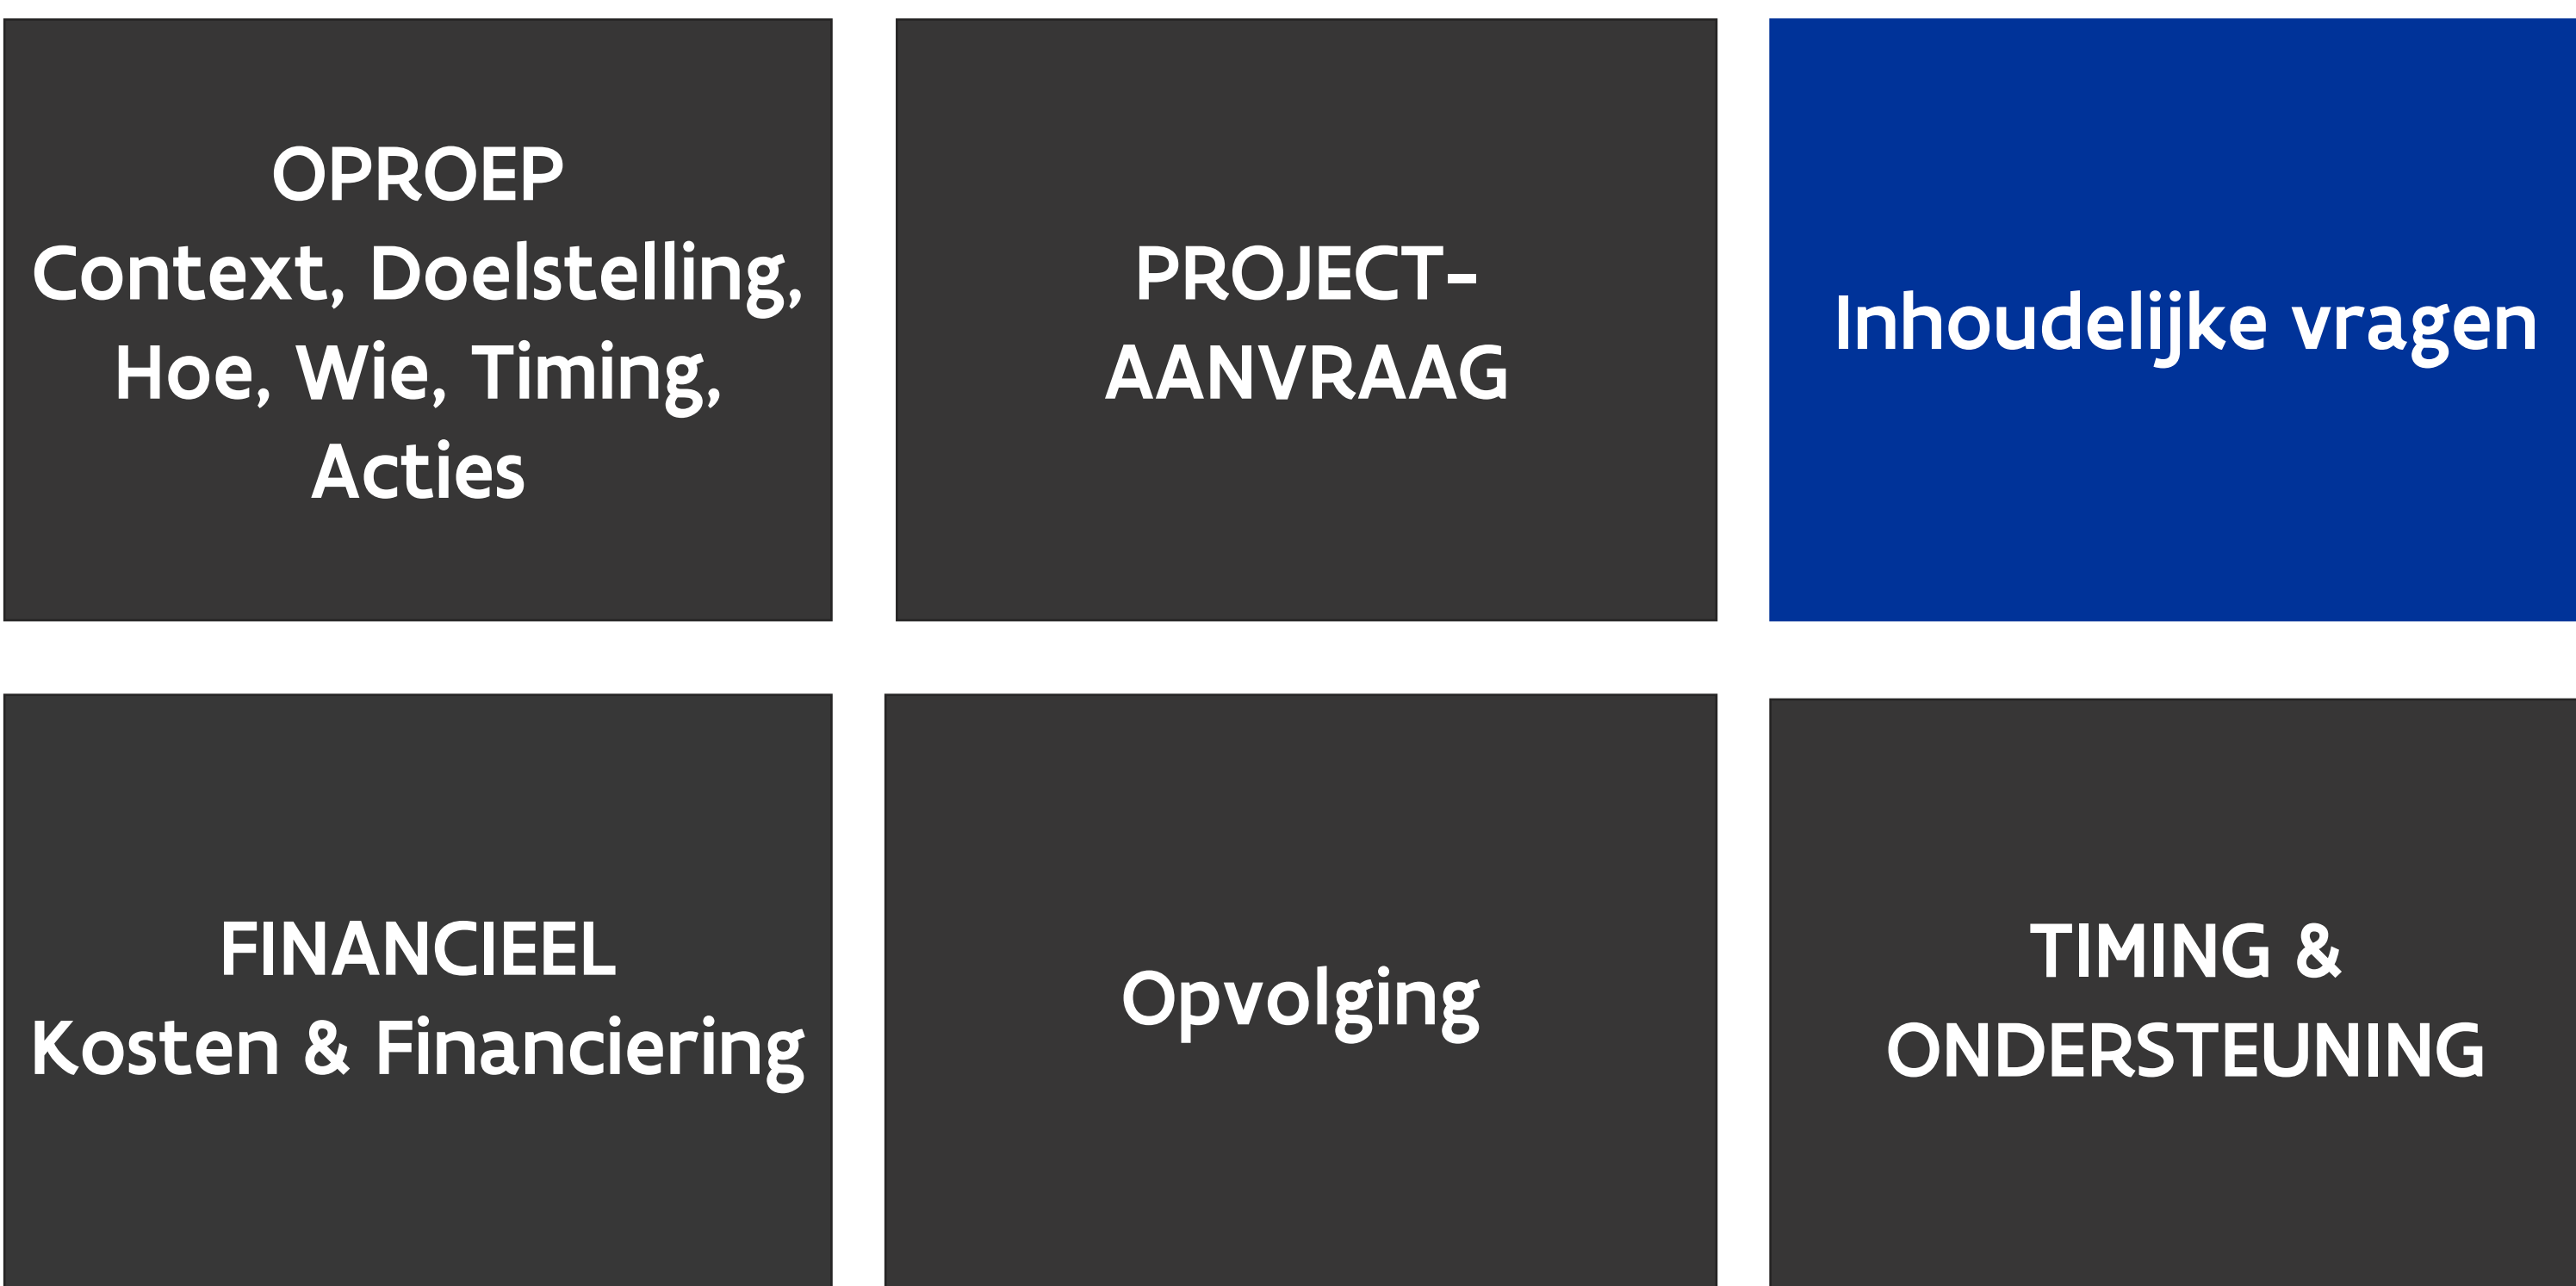 OPROEP
Context, Doelstelling,
Hoe, Wie, Timing,
Acties
PROJECT-
AANVRAAG
Inhoudelijke vragen
FINANCIEEL
Kosten & Financiering
Opvolging
TIMING &
ONDERSTEUNING